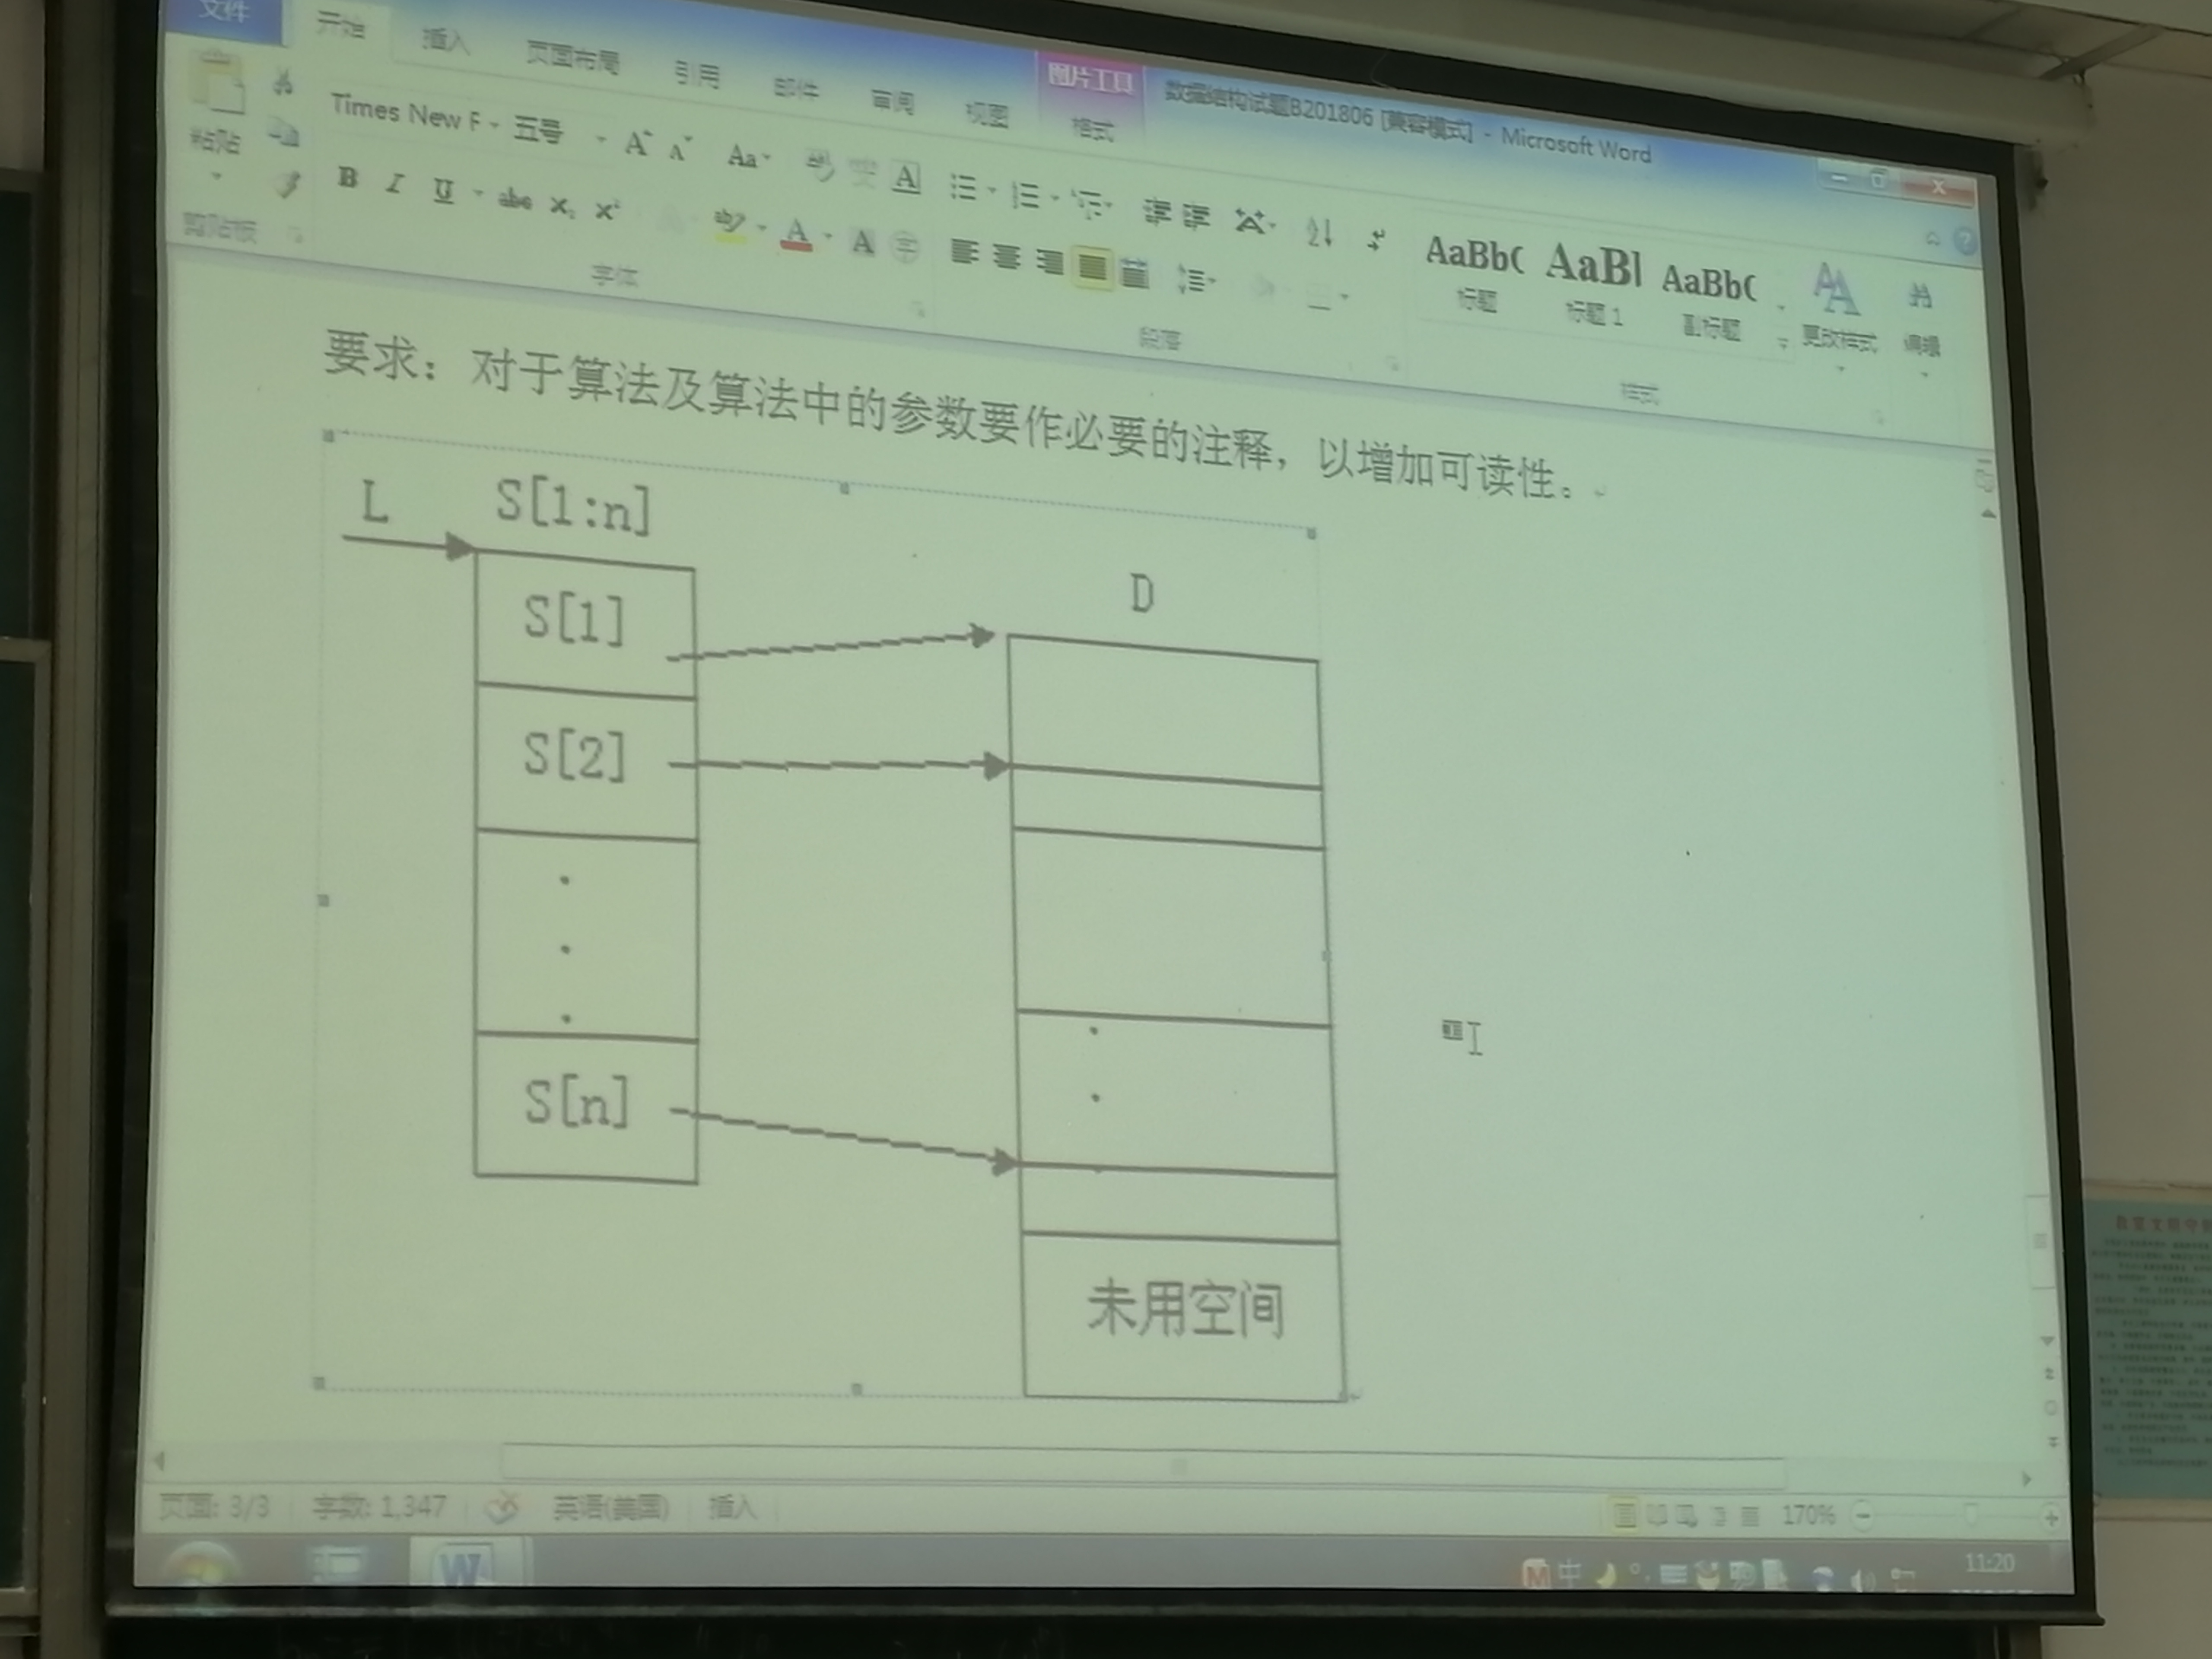 文件 开始 插入 页面布局 引用 邮件 审阅 视图 图片工具 格式 数据结构试题B201806 [兼容模式] - Microsoft Word
粘贴 Times New F 五号 A A Aa A
B I U abc X₂ X² A A
AaBbC AaBl AaBbC
标题 标题 1 副标题 更改样式 编辑
剪贴板 字体 段落 样式
要求：对于算法及算法中的参数要作必要的注释，以增加可读性。
L S[1:n]
D
S[1]
S[2]
S[n]
未用空间
页面: 3/3 字数: 1,347 英语(美国) 插入 170%
W M 中 11:20